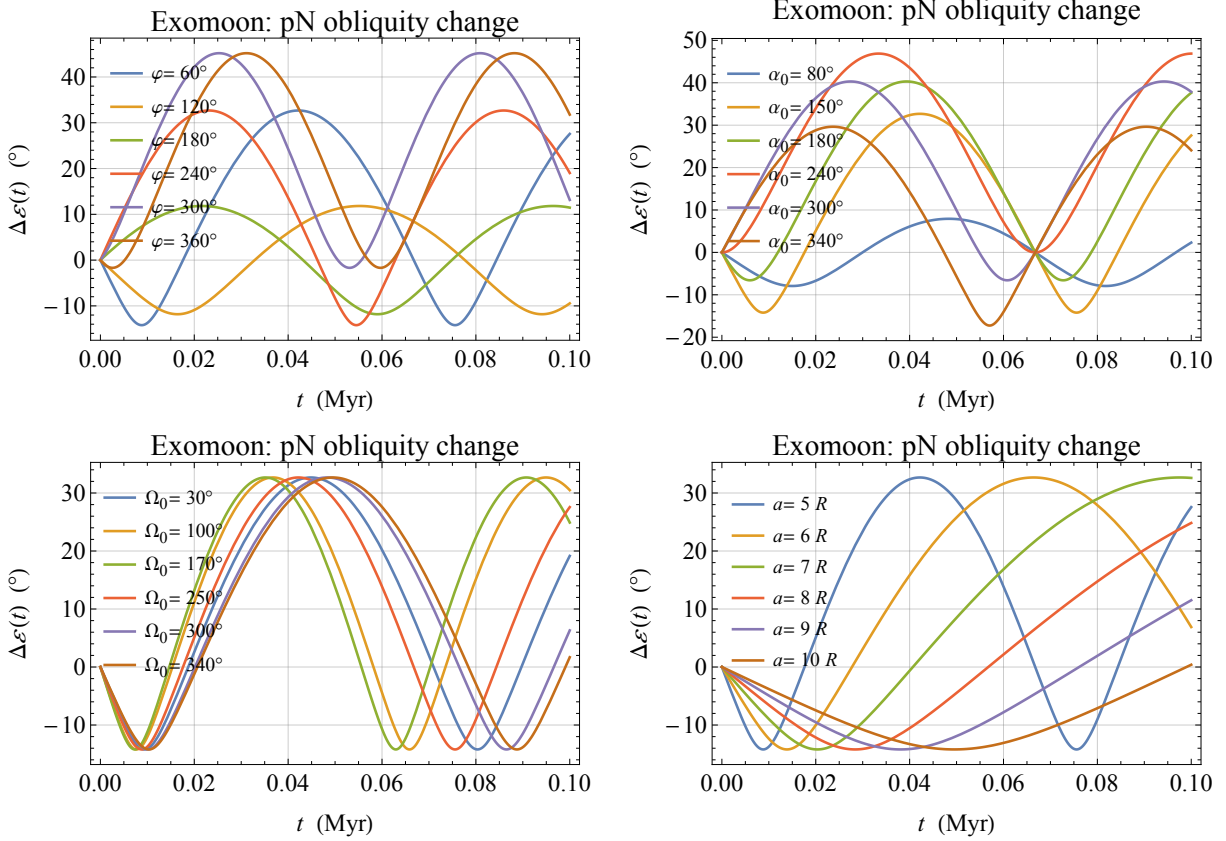 Exomoon: pN obliquity change
φ= 60°
φ= 120°
φ= 180°
φ= 240°
φ= 300°
φ= 360°
40
30
20
10
0
−10
Δε(t) (°)
0.00 0.02 0.04 0.06 0.08 0.10
t (Myr)
Exomoon: pN obliquity change
α0= 80°
α0= 150°
α0= 180°
α0= 240°
α0= 300°
α0= 340°
50
40
30
20
10
0
−10
20
Δε(t) (°)
0.00 0.02 0.04 0.06 0.08 0.10
t (Myr)
Exomoon: pN obliquity change
Ω0= 30°
Ω0= 100°
Ω0= 170°
Ω0= 250°
Ω0= 300°
Ω0= 340°
30
20
10
0
−10
Δε(t) (°)
0.00 0.02 0.04 0.06 0.08 0.10
t (Myr)
Exomoon: pN obliquity change
a= 5 R
a= 6 R
a= 7 R
a= 8 R
a= 9 R
a= 10 R
30
20
10
0
−10
Δε(t) (°)
0.00 0.02 0.04 0.06 0.08 0.10
t (Myr)